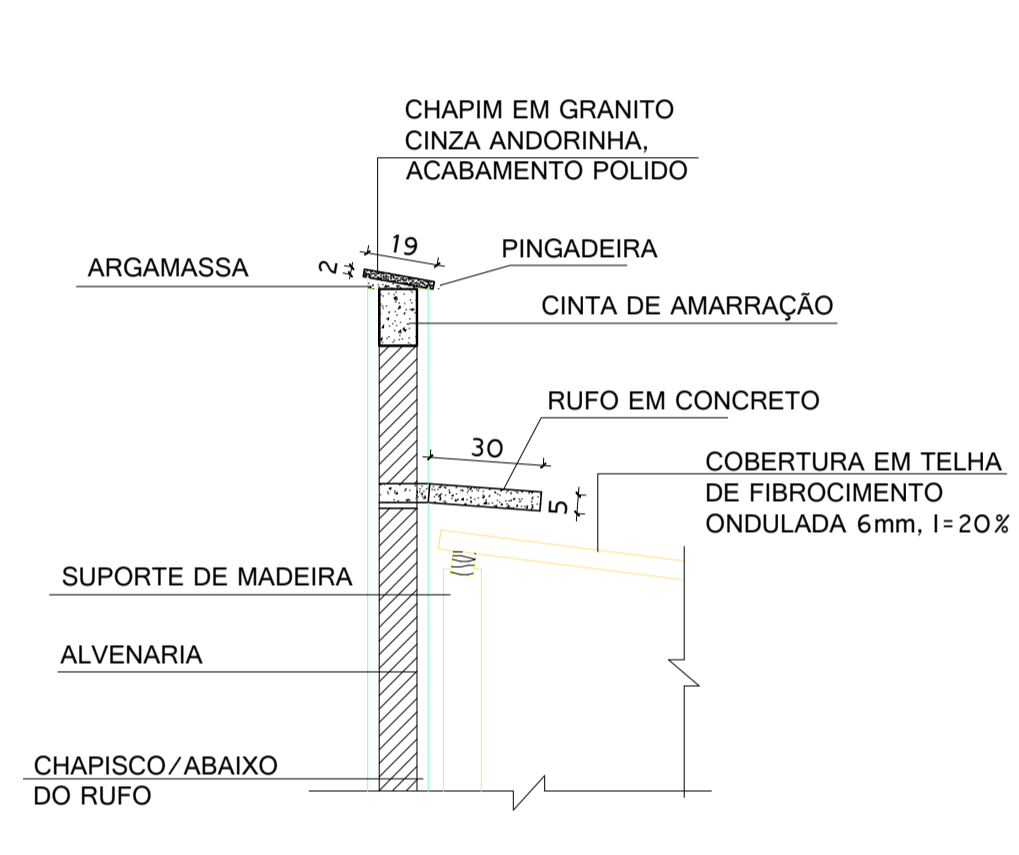 CHAPIM EM GRANITO
CINZA ANDORINHA,
ACABAMENTO POLIDO
19
2
PINGADEIRA
ARGAMASSA
CINTA DE AMARRAÇÃO
RUFO EM CONCRETO
30
5
COBERTURA EM TELHA
DE FIBROCIMENTO
ONDULADA 6mm, I=20%
SUPORTE DE MADEIRA
ALVENARIA
CHAPISCO/ABAIXO
DO RUFO